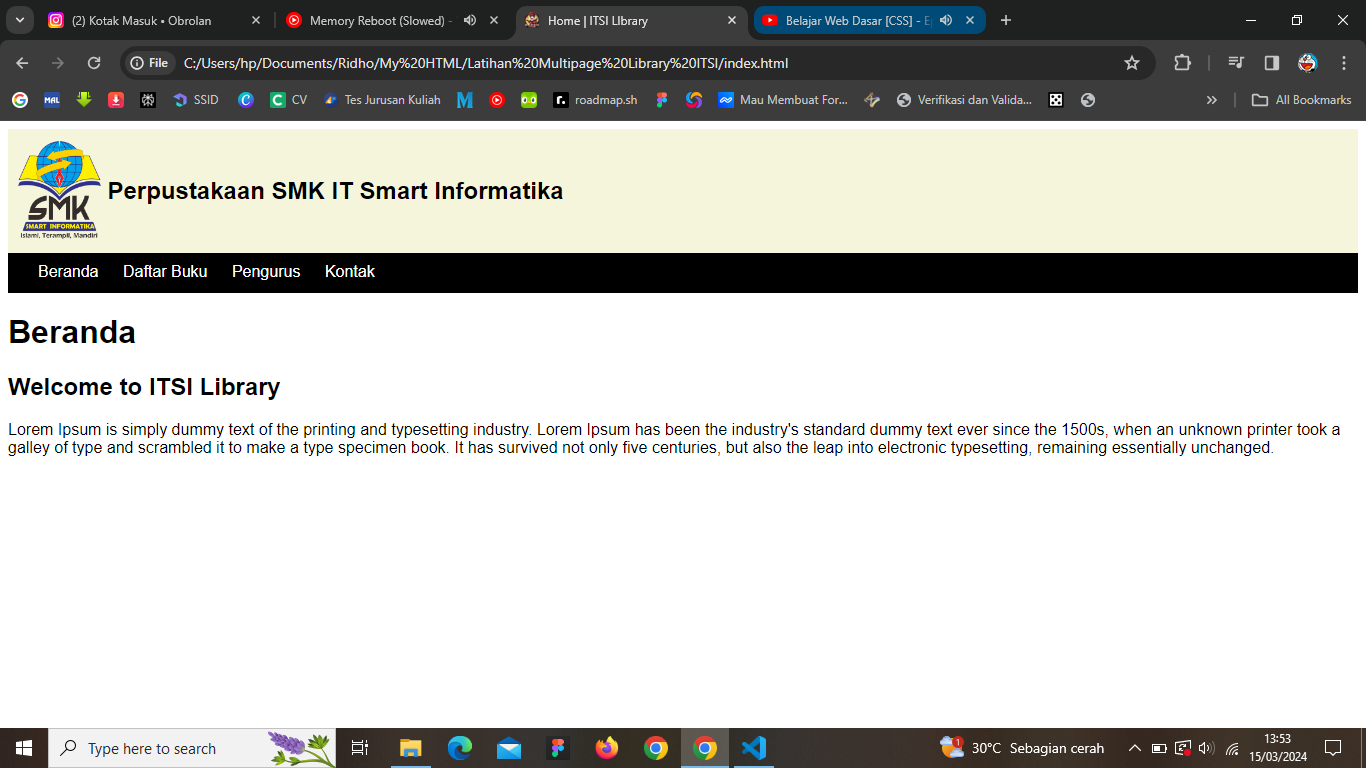 (2) Kotak Masuk • Obrolan
Memory Reboot (Slowed) -
Home | ITSI LIbrary
Belajar Web Dasar [CSS] - E
File
C:/Users/hp/Documents/Ridho/My%20HTML/Latihan%20Multipage%20Library%20ITSI/index.html
MAL
SSID
CV
Tes Jurusan Kuliah
roadmap.sh
Mau Membuat For...
Verifikasi dan Valida...
All Bookmarks
SMK
SMART INFORMATIKA
Islami, Terampil, Mandiri
Perpustakaan SMK IT Smart Informatika
Beranda Daftar Buku Pengurus Kontak
Beranda
Welcome to ITSI Library
Lorem Ipsum is simply dummy text of the printing and typesetting industry. Lorem Ipsum has been the industry's standard dummy text ever since the 1500s, when an unknown printer took a
galley of type and scrambled it to make a type specimen book. It has survived not only five centuries, but also the leap into electronic typesetting, remaining essentially unchanged.
Type here to search
1
30°C Sebagian cerah
13:53
15/03/2024